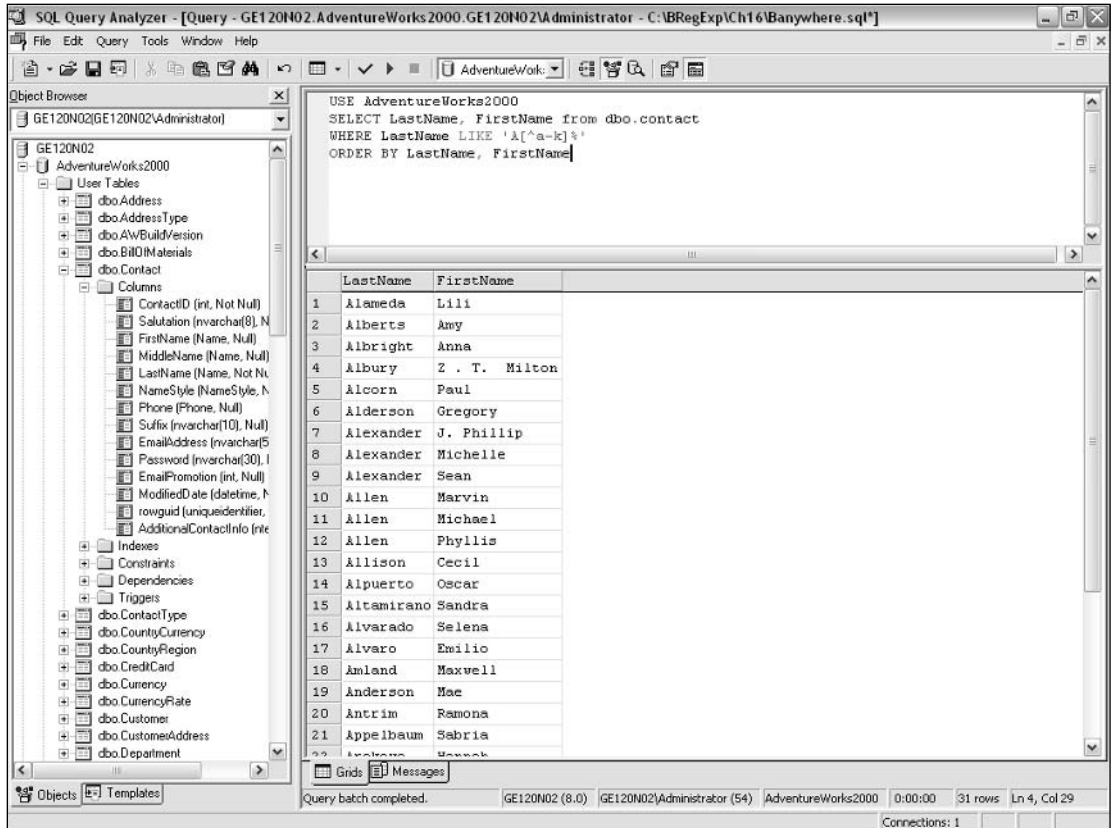 SQL Query Analyzer - [Query - GE120N02.AdventureWorks2000.GE120N02\Administrator - C:\BRegExp\Ch16\Banywhere.sql*]
File Edit Query Tools Window Help
AdventureWork:
Object Browser
GE120N02(GE120N02\Administrator)
GE120N02
AdventureWorks2000
User Tables
dbo.Address
dbo.AddressType
dbo.AWBuildVersion
dbo.BillOfMaterials
dbo.Contact
Columns
ContactID (int, Not Null)
Salutation (nvarchar(8), N
FirstName (Name, Null)
MiddleName (Name, Null)
LastName (Name, Not Nu
NameStyle (NameStyle, N
Phone (Phone, Null)
Suffix (nvarchar(10), Null)
EmailAddress (nvarchar(5
Password (nvarchar(30), 
EmailPromotion (int, Null)
ModifiedDate (datetime, N
rowguid (uniqueidentifier,
AdditionalContactInfo (nte
Indexes
Constraints
Dependencies
Triggers
dbo.ContactType
dbo.CountryCurrency
dbo.CountryRegion
dbo.CreditCard
dbo.Currency
dbo.CurrencyRate
dbo.Customer
dbo.CustomerAddress
dbo.Department
Objects Templates
USE AdventureWorks2000
SELECT LastName, FirstName from dbo.contact
WHERE LastName LIKE 'A[^a-k]%'
ORDER BY LastName, FirstName
LastName FirstName
1 Alameda Lili
2 Alberts Amy
3 Albright Anna
4 Albury Z . T. Milton
5 Alcorn Paul
6 Alderson Gregory
7 Alexander J. Phillip
8 Alexander Michelle
9 Alexander Sean
10 Allen Marvin
11 Allen Michael
12 Allen Phyllis
13 Allison Cecil
14 Alpuerto Oscar
15 Altamirano Sandra
16 Alvarado Selena
17 Alvaro Emilio
18 Amland Maxwell
19 Anderson Mae
20 Antrim Ramona
21 Appelbaum Sabria
Grids Messages
Query batch completed. GE120N02 (8.0) GE120N02\Administrator (54) AdventureWorks2000 0:00:00 31 rows Ln 4, Col 29
Connections: 1